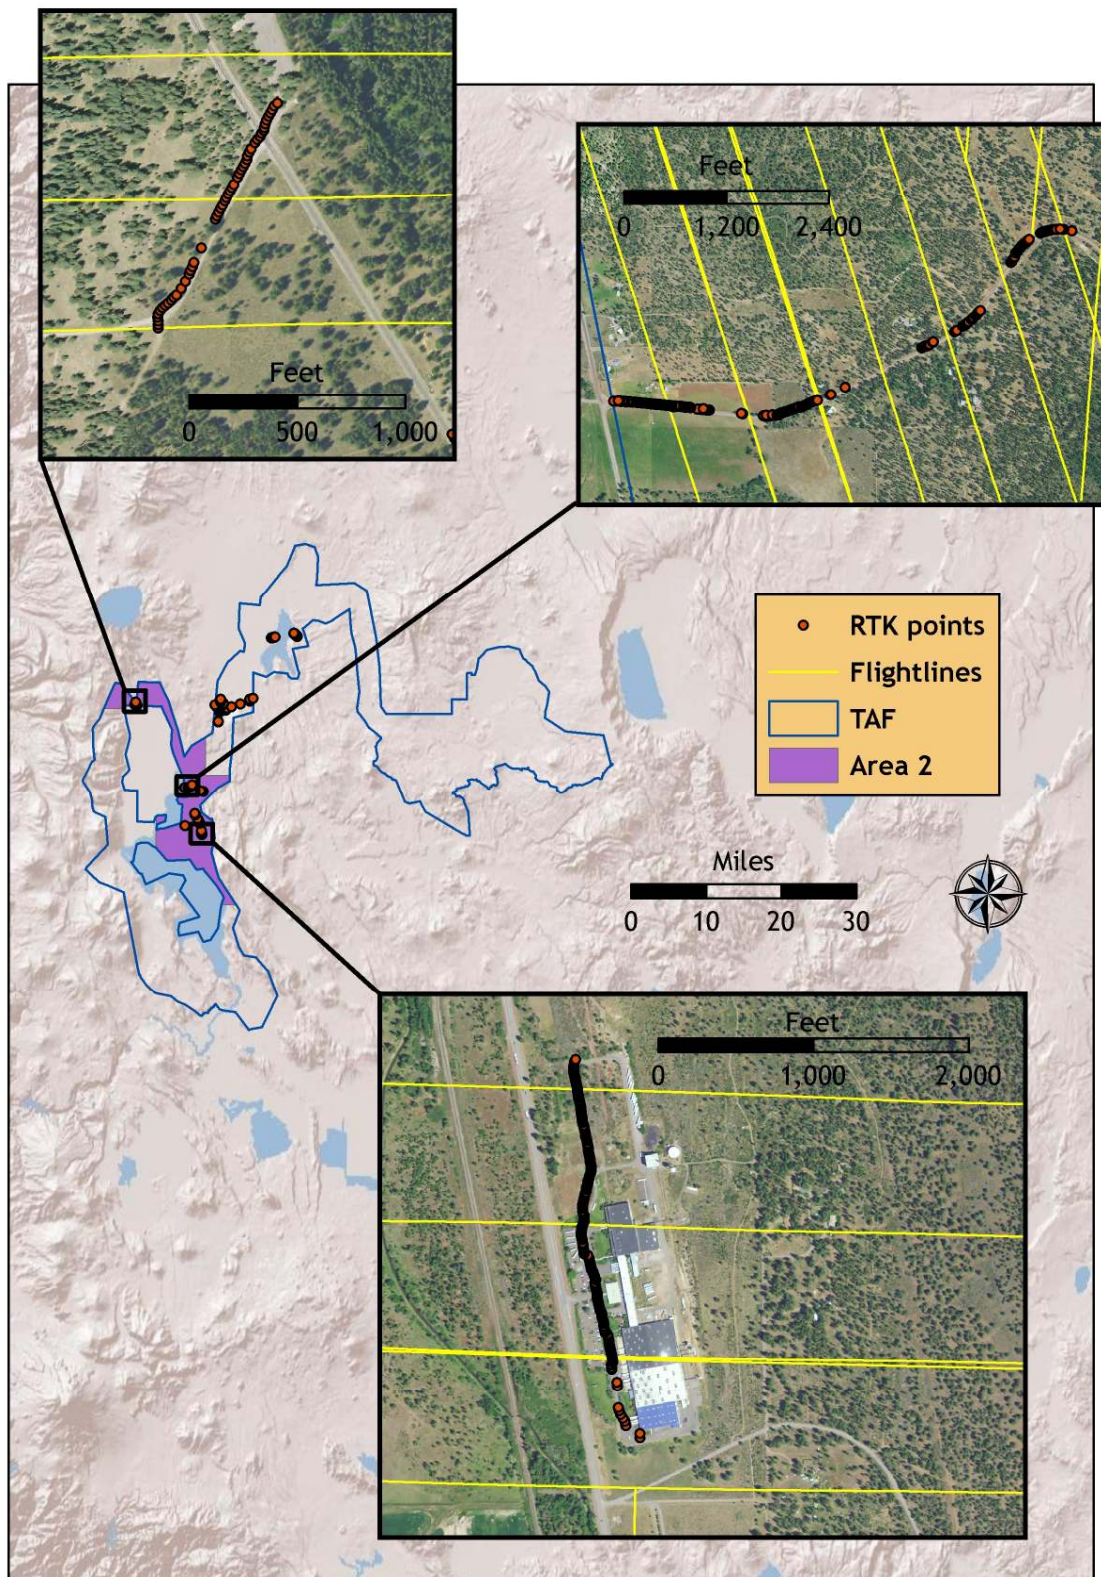 Feet
0 500 1,000
Feet
0 1,200 2,400
RTK points
Flightlines
TAF
Area 2
Miles
0 10 20 30
Feet
0 1,000 2,000